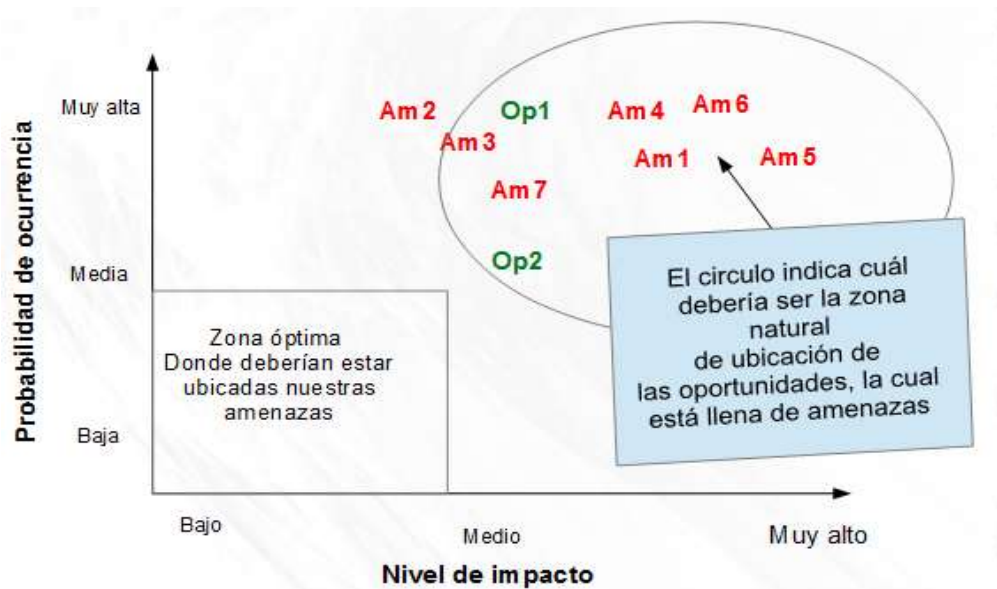 Probabilidad de ocurrencia
Muy alta
Media
Baja
Am 2
Op1
Am 4
Am 6
Am 3
Am 1
Am 5
Am 7
Op2
Zona óptima
Donde deberían estar
ubicadas nuestras
amenazas
El circulo indica cuál
debería ser la zona
natural
de ubicación de
las oportunidades, la cual
está llena de amenazas
Bajo
Medio
Muy alto
Nivel de impacto